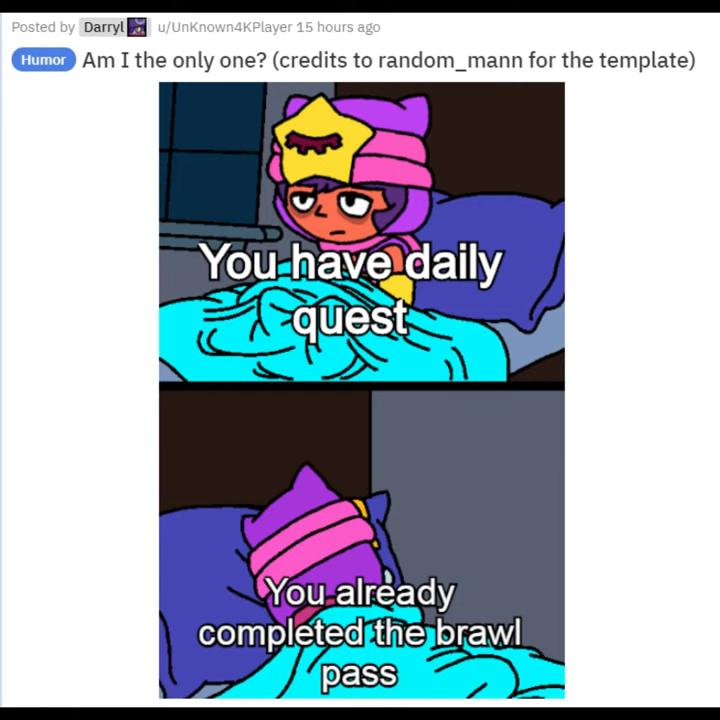 Posted by Darryl u/UnKnown4KPlayer 15 hours ago
Humor Am I the only one? (credits to random_mann for the template)
You have daily
quest
You already
completed the brawl
pass